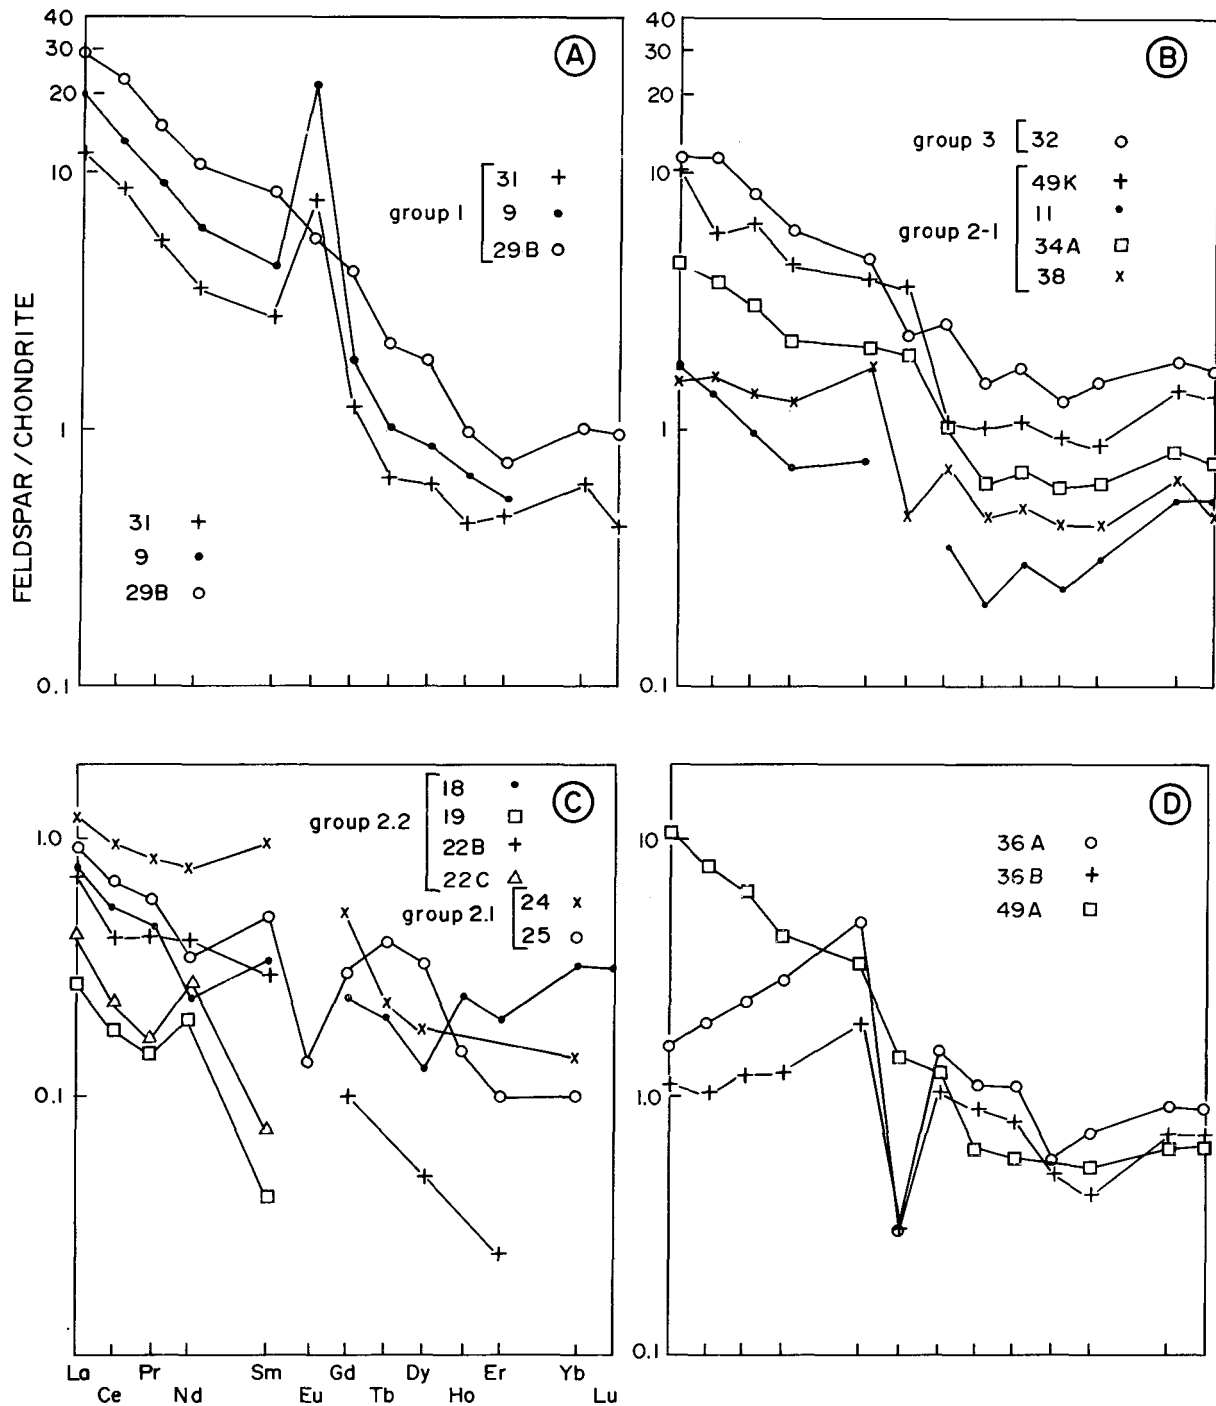 FELDSPAR/CHONDRITE
A
40
30
20
10
1
0.1
group 1
31
9
29B
31
9
29B
B
40
30
20
10
1
0.1
group 3
32
49K
11
group 2-1
34A
38
C
1.0
0.1
18
19
group 2.2
22B
22C
group 2.1
24
25
La Pr Sm Gd Dy Er Yb
Ce Nd Eu Tb Ho Lu
D
10
1.0
0.1
36A
36B
49A